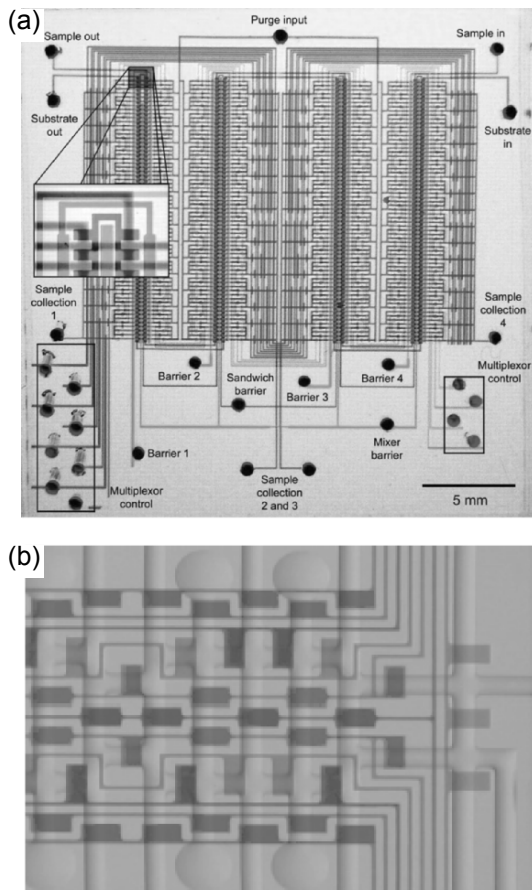 (a)
Purge input
Sample out
Sample in
Substrate
out
Substrate
in
Sample
collection
1
Sample
collection
4
Barrier 2
Sandwich
barrier
Barrier 3
Barrier 4
Multiplexor
control
Mixer
barrier
Barrier 1
Multiplexor
control
Sample
collection
2 and 3
5 mm
(b)